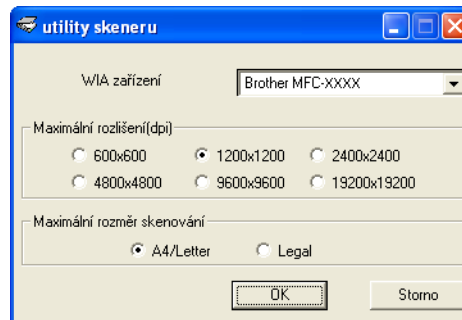 utility skeneru
WIA zařízení Brother MFC-XXXX
Maximální rozlišení(dpi)
600x600 1200x1200 2400x2400
4800x4800 9600x9600 19200x19200
Maximální rozměr skenování
A4/Letter Legal
OK Storno